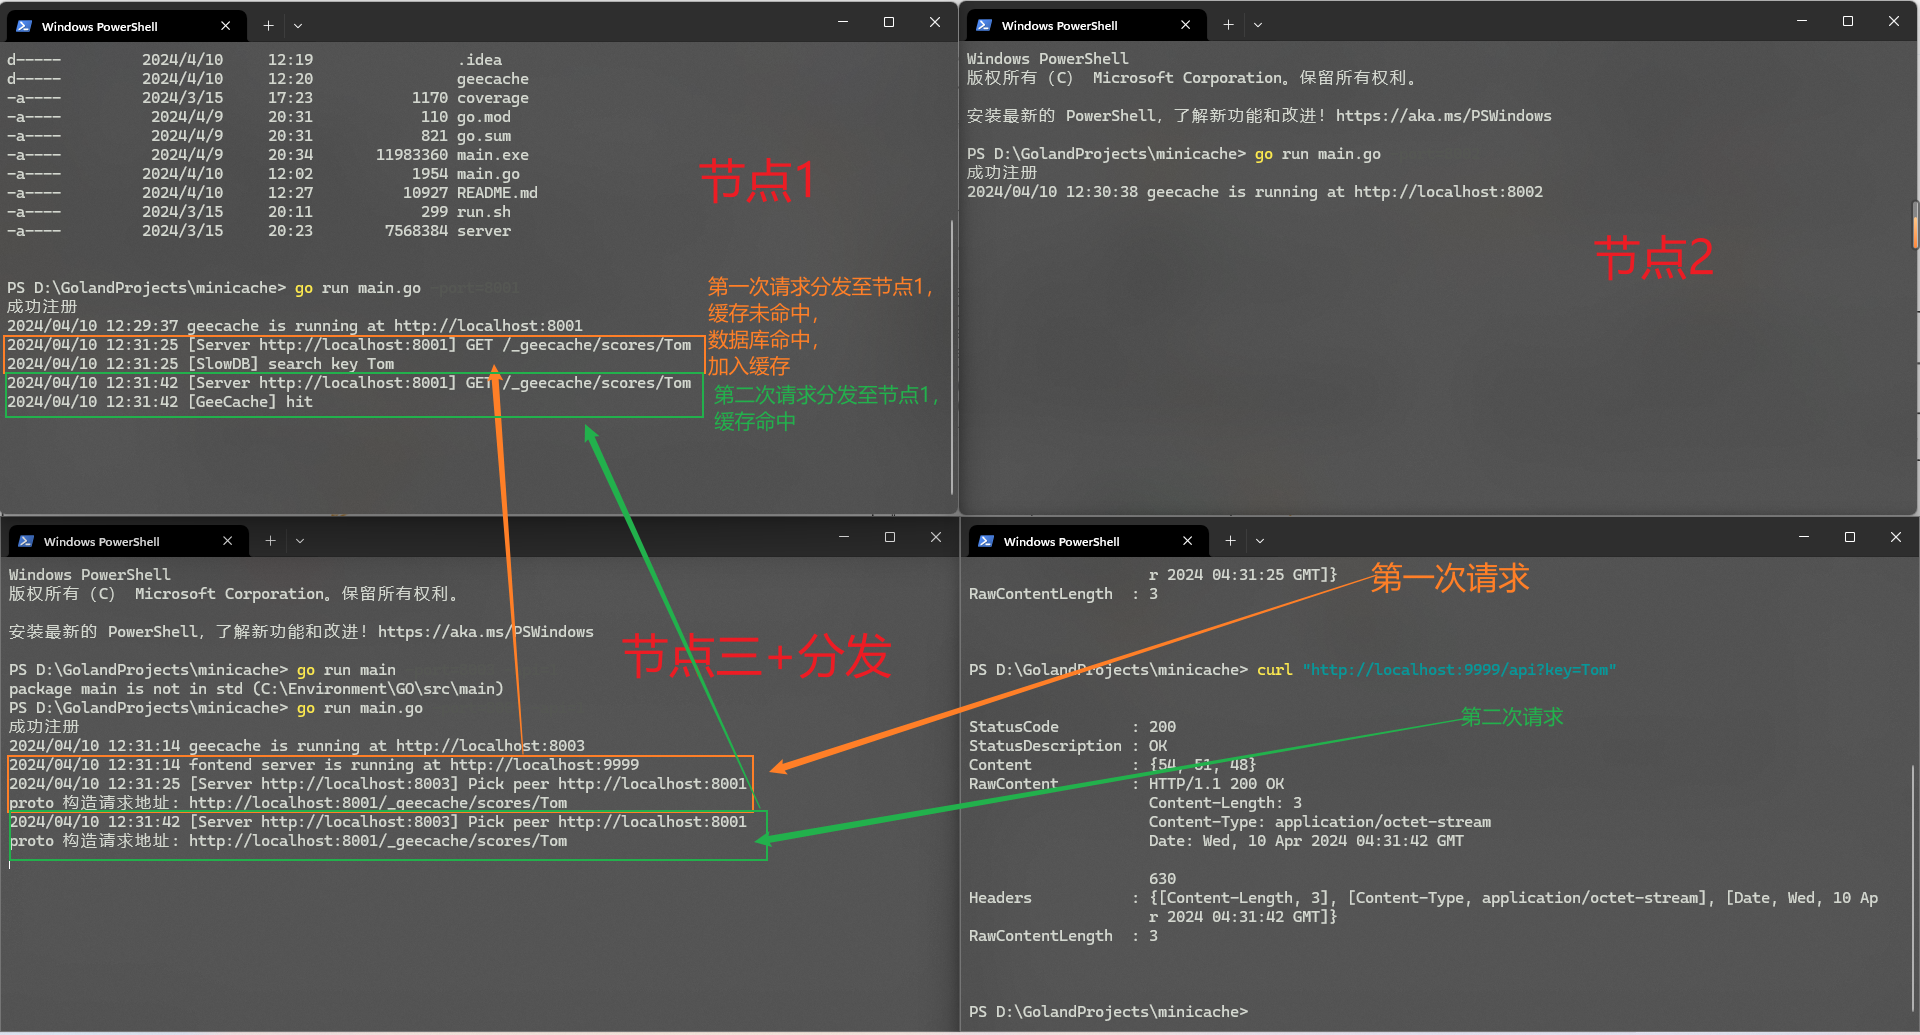 Windows PowerShell
d----- 2024/4/10 12:19 .idea
d----- 2024/4/10 12:20 geecache
-a---- 2024/3/15 17:23 1170 coverage
-a---- 2024/4/9 20:31 110 go.mod
-a---- 2024/4/9 20:31 821 go.sum
-a---- 2024/4/9 20:34 11983360 main.exe
-a---- 2024/4/10 12:02 1954 main.go
-a---- 2024/4/10 12:27 10927 README.md
-a---- 2024/3/15 20:11 299 run.sh
-a---- 2024/3/15 20:23 7568384 server
节点1
PS D:\GolandProjects\minicache> go run main.go -port=8001
成功注册
2024/04/10 12:29:37 geecache is running at http://localhost:8001
2024/04/10 12:31:25 [Server http://localhost:8001] GET /_geecache/scores/Tom
2024/04/10 12:31:25 [SlowDB] search key Tom
2024/04/10 12:31:42 [Server http://localhost:8001] GET /_geecache/scores/Tom
2024/04/10 12:31:42 [GeeCache] hit
第一次请求分发至节点1，
缓存未命中，
数据库命中，
加入缓存
第二次请求分发至节点1，
缓存命中
Windows PowerShell
Windows PowerShell
版权所有（C） Microsoft Corporation。保留所有权利。
安装最新的 PowerShell，了解新功能和改进！https://aka.ms/PSWindows
PS D:\GolandProjects\minicache> go run main.go
成功注册
2024/04/10 12:30:38 geecache is running at http://localhost:8002
节点2
Windows PowerShell
Windows PowerShell
版权所有（C） Microsoft Corporation。保留所有权利。
安装最新的 PowerShell，了解新功能和改进！https://aka.ms/PSWindows
节点三+分发
PS D:\GolandProjects\minicache> go run main
package main is not in std (C:\Environment\GO\src\main)
PS D:\GolandProjects\minicache> go run main.go
成功注册
2024/04/10 12:31:14 geecache is running at http://localhost:8003
2024/04/10 12:31:14 fontend server is running at http://localhost:9999
2024/04/10 12:31:25 [Server http://localhost:8003] Pick peer http://localhost:8001
proto 构造请求地址: http://localhost:8001/_geecache/scores/Tom
2024/04/10 12:31:42 [Server http://localhost:8003] Pick peer http://localhost:8001
proto 构造请求地址: http://localhost:8001/_geecache/scores/Tom
Windows PowerShell
r 2024 04:31:25 GMT]}
RawContentLength : 3
第一次请求
PS D:\GolandProjects\minicache> curl "http://localhost:9999/api?key=Tom"
第二次请求
StatusCode : 200
StatusDescription : OK
Content : {54, 51, 48}
RawContent : HTTP/1.1 200 OK
Content-Length: 3
Content-Type: application/octet-stream
Date: Wed, 10 Apr 2024 04:31:42 GMT
630
Headers : {[Content-Length, 3], [Content-Type, application/octet-stream], [Date, Wed, 10 Ap
r 2024 04:31:42 GMT]}
RawContentLength : 3
PS D:\GolandProjects\minicache>